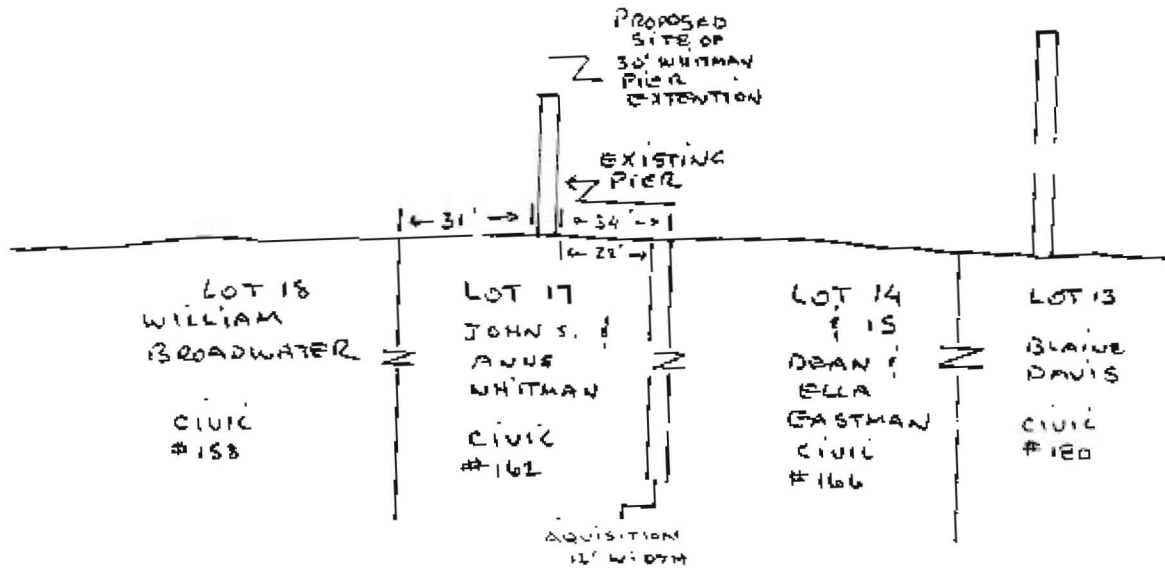 PROPOSED
SITE OF
30' WHITMAN
PIER
EXTENTION
EXISTING
PIER
31'
34'
22'
LOT 18
WILLIAM
BROADWATER
CIVIC
#158
LOT 17
JOHN S. &
ANNE
WHITMAN
CIVIC
#162
LOT 14
& 15
DEAN &
ELLA
EASTMAN
CIVIC
#166
LOT 13
BLAINE
DAVIS
CIVIC
#180
AQUISITION
12' WIDTH